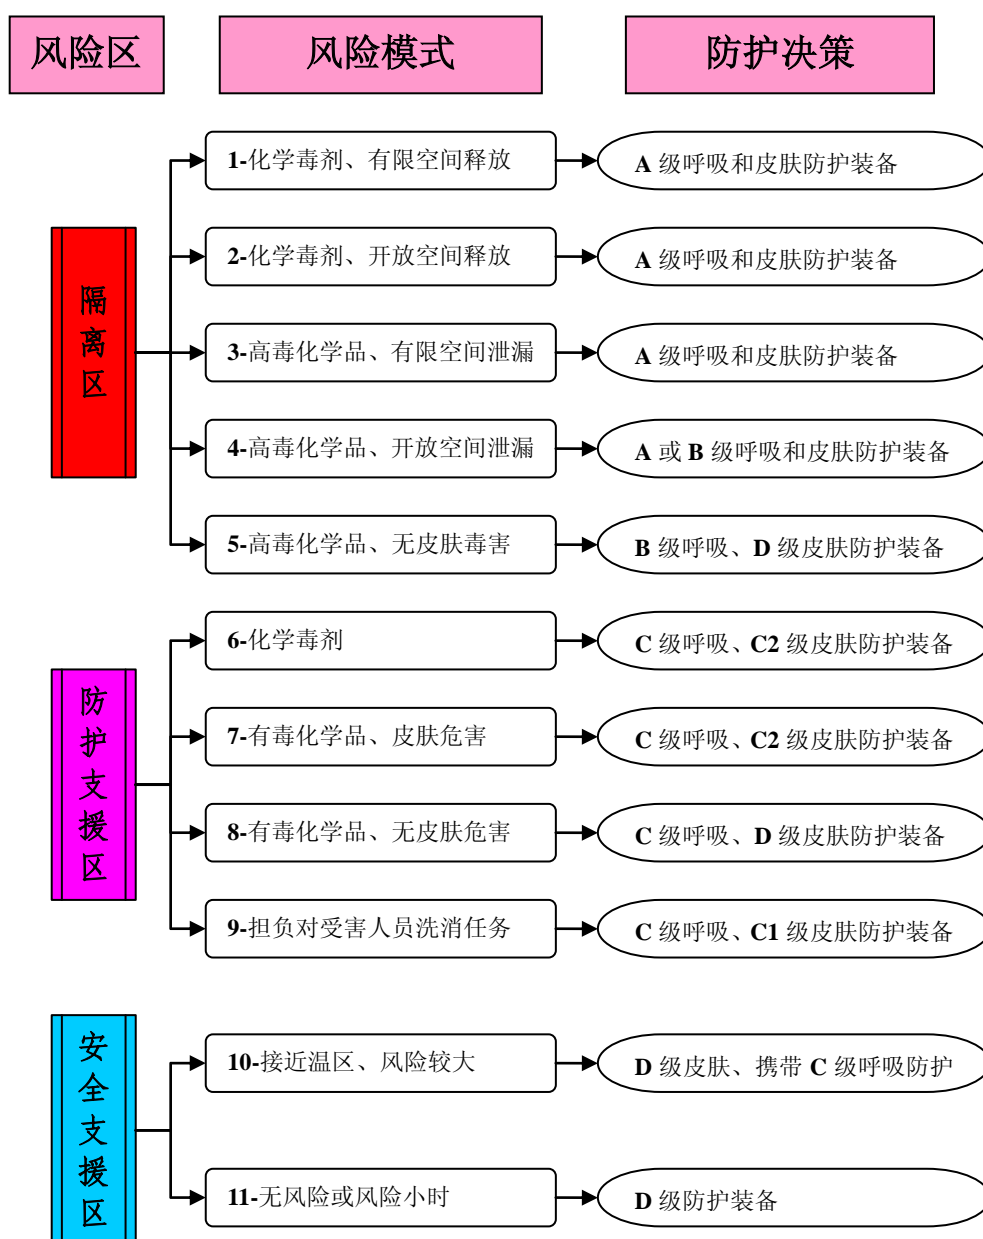 风险区
风险模式
防护决策
隔离区
1-化学毒剂、有限空间释放
A 级呼吸和皮肤防护装备
2-化学毒剂、开放空间释放
A 级呼吸和皮肤防护装备
3-高毒化学品、有限空间泄漏
A 级呼吸和皮肤防护装备
4-高毒化学品、开放空间泄漏
A 或 B 级呼吸和皮肤防护装备
5-高毒化学品、无皮肤毒害
B 级呼吸、D 级皮肤防护装备
防护支援区
6-化学毒剂
C 级呼吸、C2 级皮肤防护装备
7-有毒化学品、皮肤危害
C 级呼吸、C2 级皮肤防护装备
8-有毒化学品、无皮肤危害
C 级呼吸、D 级皮肤防护装备
9-担负对受害人员洗消任务
C 级呼吸、C1 级皮肤防护装备
安全支援区
10-接近温区、风险较大
D 级皮肤、携带 C 级呼吸防护
11-无风险或风险小时
D 级防护装备